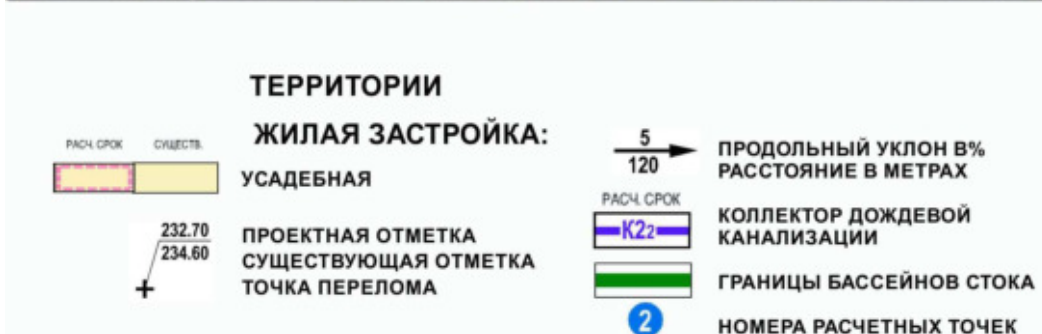 ТЕРРИТОРИИ
ЖИЛАЯ ЗАСТРОЙКА:
РАСЧ. СРОК СУЩЕСТВ.
УСАДЕБНАЯ
232.70
234.60
ПРОЕКТНАЯ ОТМЕТКА
СУЩЕСТВУЮЩАЯ ОТМЕТКА
ТОЧКА ПЕРЕЛОМА
5
120
ПРОДОЛЬНЫЙ УКЛОН В%
РАССТОЯНИЕ В МЕТРАХ
РАСЧ. СРОК
К22
КОЛЛЕКТОР ДОЖДЕВОЙ
КАНАЛИЗАЦИИ
ГРАНИЦЫ БАССЕЙНОВ СТОКА
2
НОМЕРА РАСЧЕТНЫХ ТОЧЕК